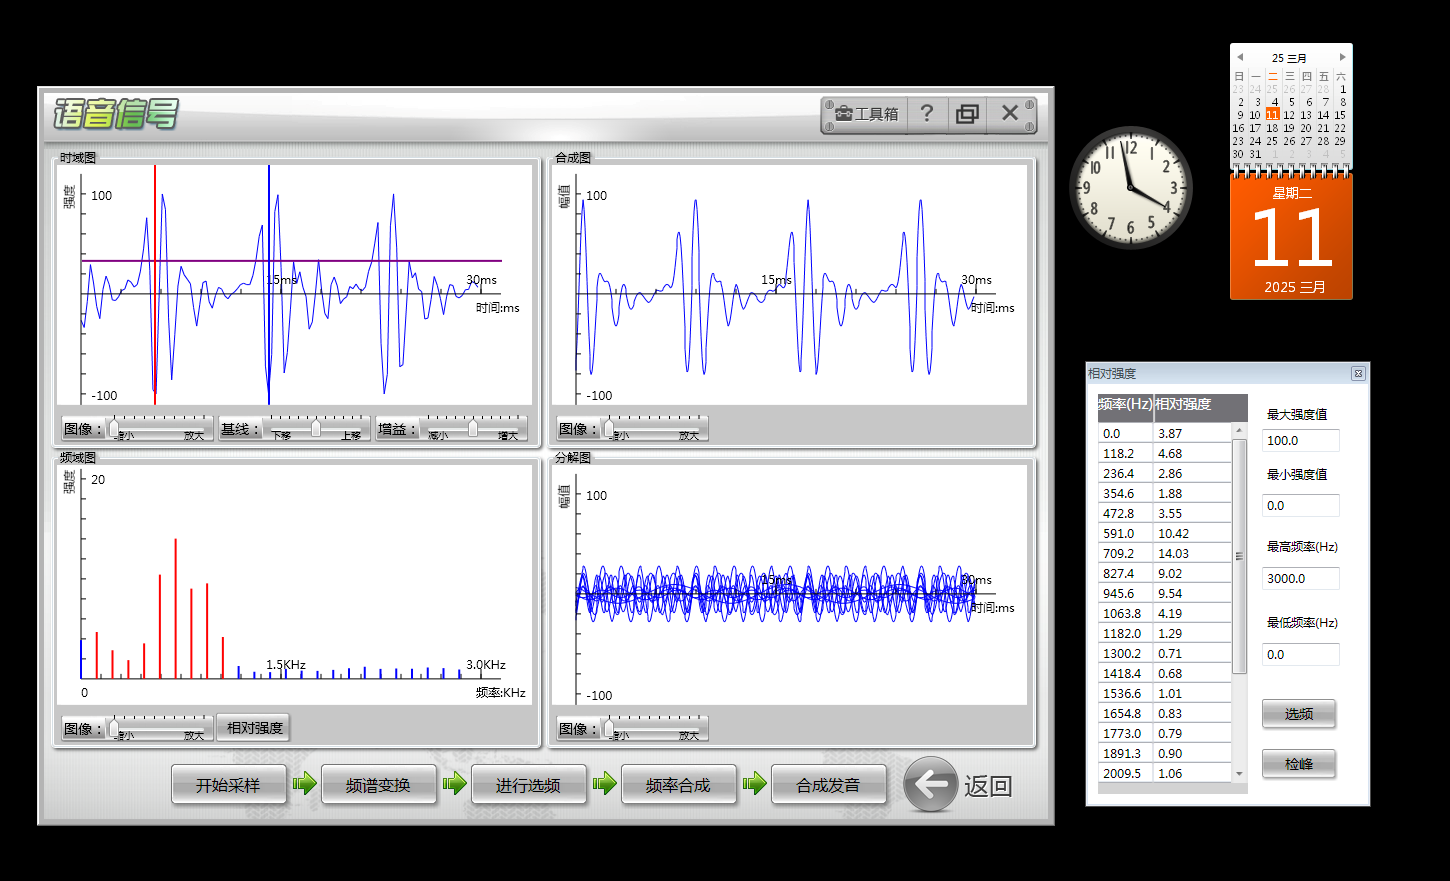 语音信号
工具箱
?
时域图
强度
100
15ms
30ms
时间:ms
-100
图像：
缩小
放大
基线：
下移
上移
增益：
减小
增大
合成图
幅值
100
15ms
30ms
时间:ms
-100
图像：
缩小
放大
频域图
强度
20
1.5KHz
3.0KHz
0
频率:KHz
图像：
缩小
放大
相对强度
分解图
幅值
100
15ms
30ms
时间:ms
-100
图像：
缩小
放大
开始采样
频谱变换
进行选频
频率合成
合成发音
返回
12
1
2
3
4
5
6
7
8
9
10
11
25 三月
日 一 二 三 四 五 六
23 24 25 26 27 28 1
2 3 4 5 6 7 8
9 10 11 12 13 14 15
16 17 18 19 20 21 22
23 24 25 26 27 28 29
30 31 1 2 3 4 5
星期二
11
2025 三月
相对强度
频率(Hz) 相对强度
0.0 3.87
118.2 4.68
236.4 2.86
354.6 1.88
472.8 3.55
591.0 10.42
709.2 14.03
827.4 9.02
945.6 9.54
1063.8 4.19
1182.0 1.29
1300.2 0.71
1418.4 0.68
1536.6 1.01
1654.8 0.83
1773.0 0.79
1891.3 0.90
2009.5 1.06
最大强度值
100.0
最小强度值
0.0
最高频率(Hz)
3000.0
最低频率(Hz)
0.0
选频
检峰